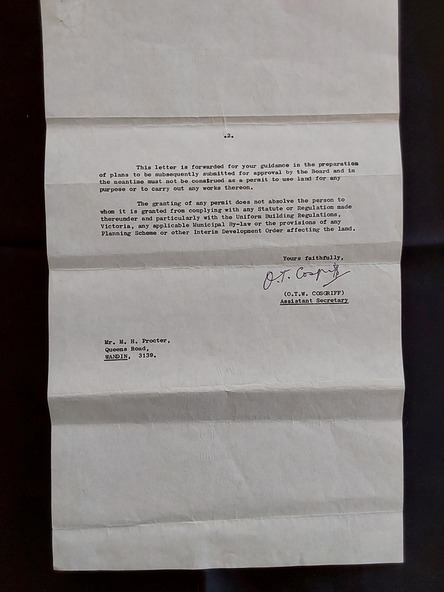 .2.
This letter is forwarded for your guidance in the preparation
of plans to be subsequently submitted for approval by the Board and in
the meantime must not be construed as a permit to use land for any
purpose or to carry out any works thereon.
The granting of any permit does not absolve the person to
whom it is granted from complying with any Statute or Regulation made
thereunder and particularly with the Uniform Building Regulations,
Victoria, any applicable Municipal By-law or the provisions of any
Planning Scheme or other Interim Development Order affecting the land.
Yours faithfully,
O.T. Cosgriff
(O.T.W. COSGRIFF)
Assistant Secretary
Mr. M. H. Procter,
Queens Road,
WANDIN, 3139.